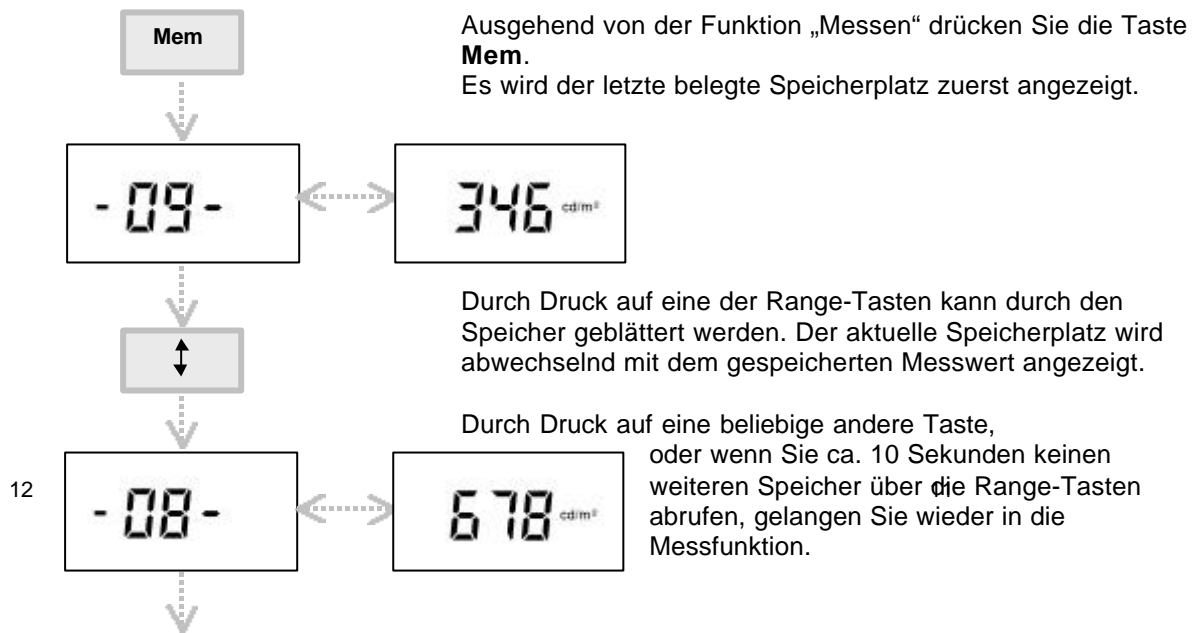 Mem
Ausgehend von der Funktion „Messen“ drücken Sie die Taste
Mem.
Es wird der letzte belegte Speicherplatz zuerst angezeigt.
- 09 -
346 cd/m²
Durch Druck auf eine der Range-Tasten kann durch den
Speicher geblättert werden. Der aktuelle Speicherplatz wird
abwechselnd mit dem gespeicherten Messwert angezeigt.
Durch Druck auf eine beliebige andere Taste,
oder wenn Sie ca. 10 Sekunden keinen
weiteren Speicher über die Range-Tasten
abrufen, gelangen Sie wieder in die
Messfunktion.
12
- 08 -
678 cd/m²